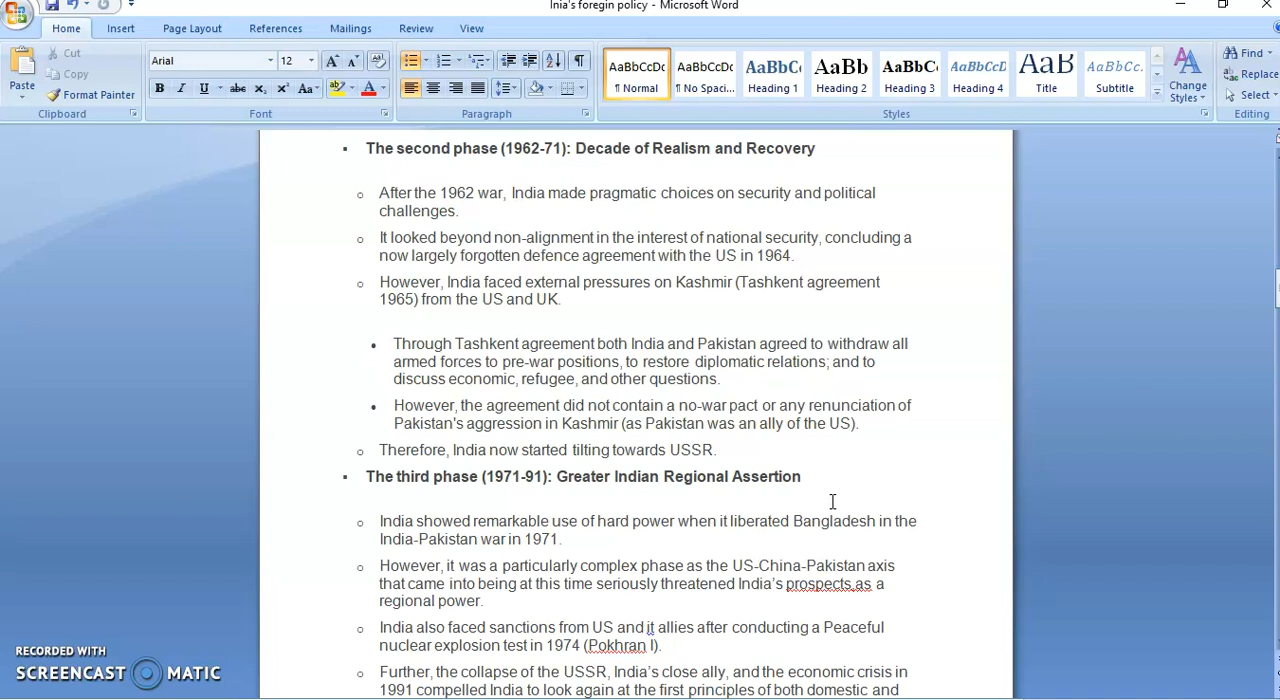 Inia's foregin policy - Microsoft Word
Home Insert Page Layout References Mailings Review View
Cut
Copy
Format Painter
Paste
Clipboard
Arial 12
B I U abc x₂ x² Aa
Font
Paragraph
AaBbCcDc AaBbCcDc AaBbCc AaBb AaBbCc AaBbCcD AaB AaBbCc.
¶ Normal ¶ No Spaci... Heading 1 Heading 2 Heading 3 Heading 4 Title Subtitle
Change
Styles
Styles
Find
Replace
Select
Editing
▪ The second phase (1962-71): Decade of Realism and Recovery
o After the 1962 war, India made pragmatic choices on security and political
challenges.
o It looked beyond non-alignment in the interest of national security, concluding a
now largely forgotten defence agreement with the US in 1964.
o However, India faced external pressures on Kashmir (Tashkent agreement
1965) from the US and UK.
• Through Tashkent agreement both India and Pakistan agreed to withdraw all
armed forces to pre-war positions, to restore diplomatic relations; and to
discuss economic, refugee, and other questions.
• However, the agreement did not contain a no-war pact or any renunciation of
Pakistan's aggression in Kashmir (as Pakistan was an ally of the US).
o Therefore, India now started tilting towards USSR.
▪ The third phase (1971-91): Greater Indian Regional Assertion
o India showed remarkable use of hard power when it liberated Bangladesh in the
India-Pakistan war in 1971.
o However, it was a particularly complex phase as the US-China-Pakistan axis
that came into being at this time seriously threatened India's prospects as a
regional power.
o India also faced sanctions from US and it allies after conducting a Peaceful
nuclear explosion test in 1974 (Pokhran I).
o Further, the collapse of the USSR, India's close ally, and the economic crisis in
1991 compelled India to look again at the first principles of both domestic and
RECORDED WITH
SCREENCAST MATIC